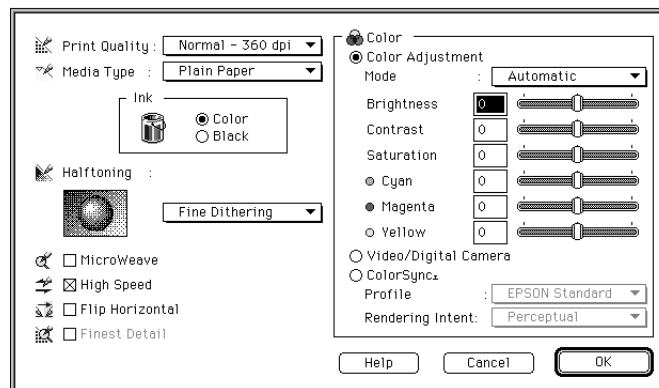 Print Quality : Normal – 360 dpi
Media Type : Plain Paper
Ink
Color
Black
Halftoning :
Fine Dithering
MicroWeave
High Speed
Flip Horizontal
Finest Detail
Color
Color Adjustment
Mode : Automatic
Brightness 0
Contrast 0
Saturation 0
Cyan 0
Magenta 0
Yellow 0
Video/Digital Camera
ColorSync
Profile : EPSON Standard
Rendering Intent: Perceptual
Help Cancel OK